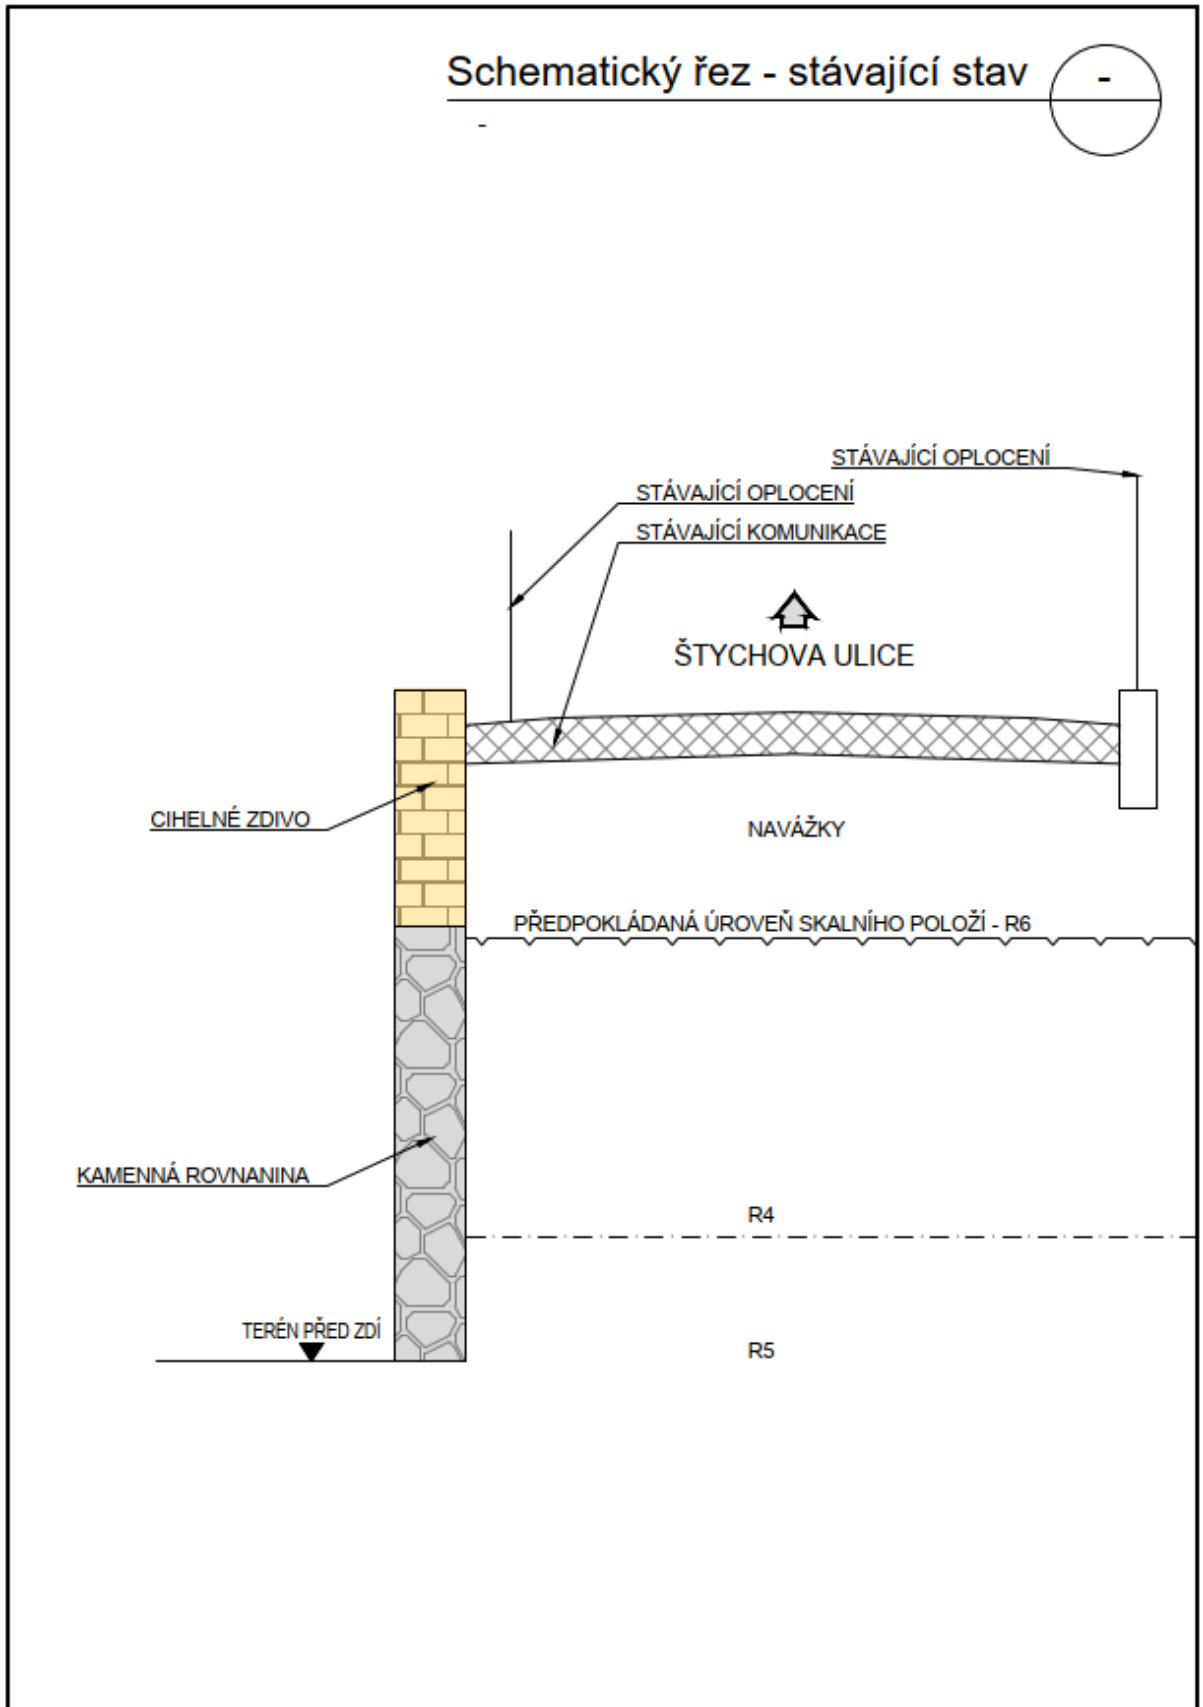 Schematický řez - stávající stav
-
-
STÁVAJÍCÍ OPLOCENÍ
STÁVAJÍCÍ OPLOCENÍ
STÁVAJÍCÍ KOMUNIKACE
ŠTYCHOVA ULICE
CIHELNÉ ZDIVO
NAVÁŽKY
PŘEDPOKLÁDANÁ ÚROVEŇ SKALNÍHO POLOŽÍ - R6
KAMENNÁ ROVNANINA
R4
TERÉN PŘED ZDÍ
R5